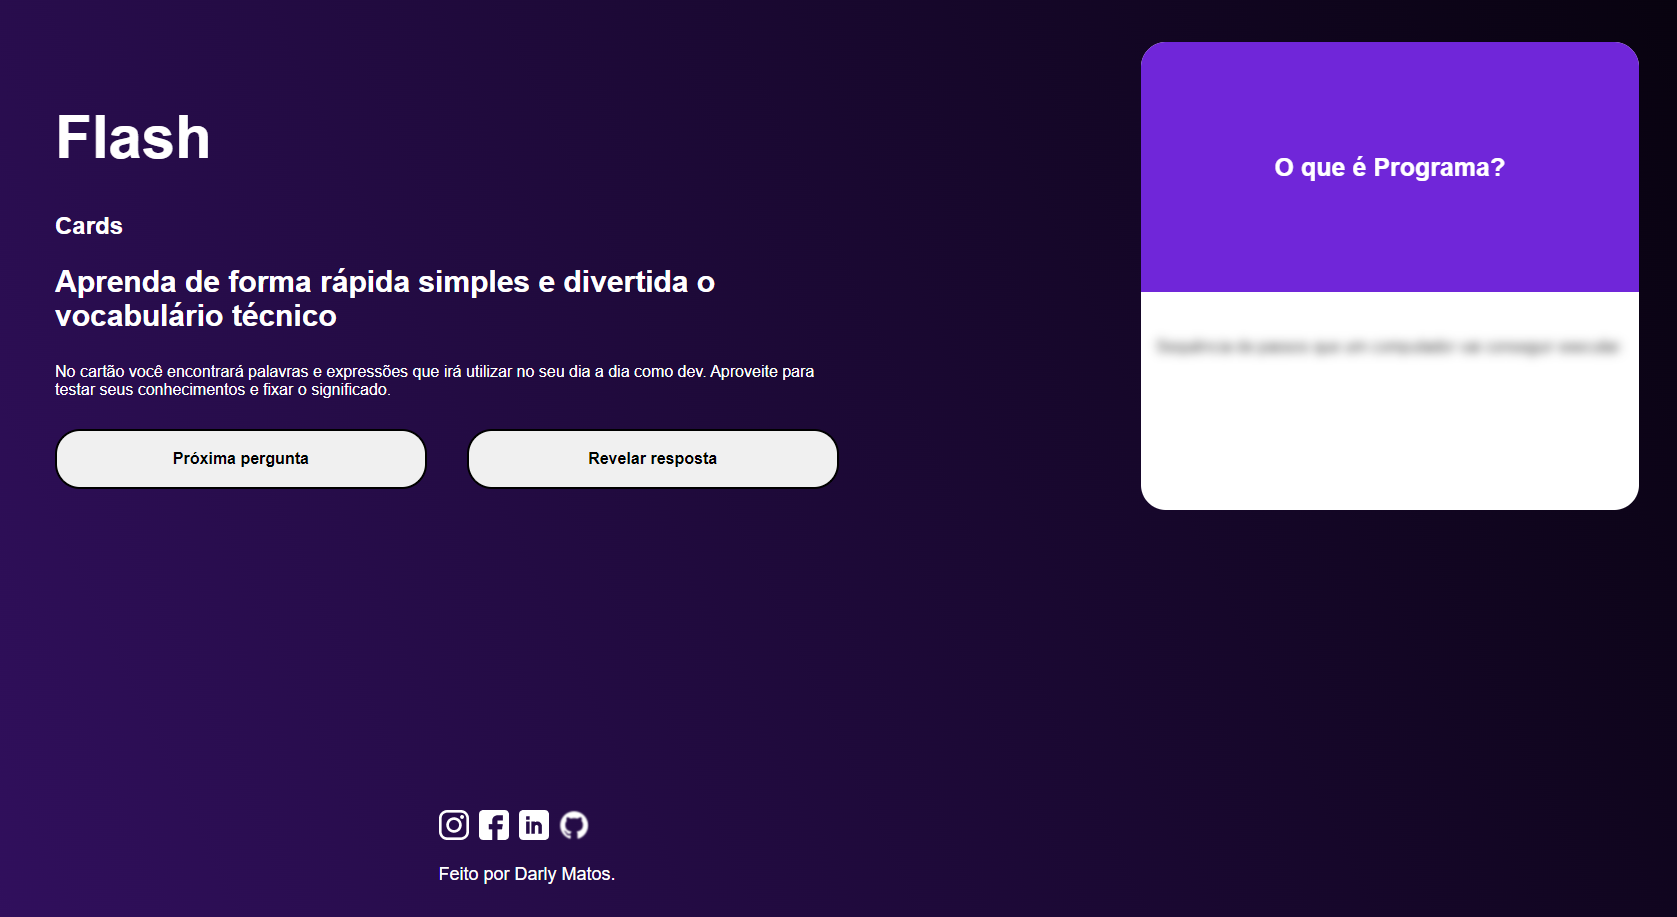 Flash
Cards
Aprenda de forma rápida simples e divertida o
vocabulário técnico
No cartão você encontrará palavras e expressões que irá utilizar no seu dia a dia como dev. Aproveite para
testar seus conhecimentos e fixar o significado.
Próxima pergunta
Revelar resposta
O que é Programa?
in
Feito por Darly Matos.